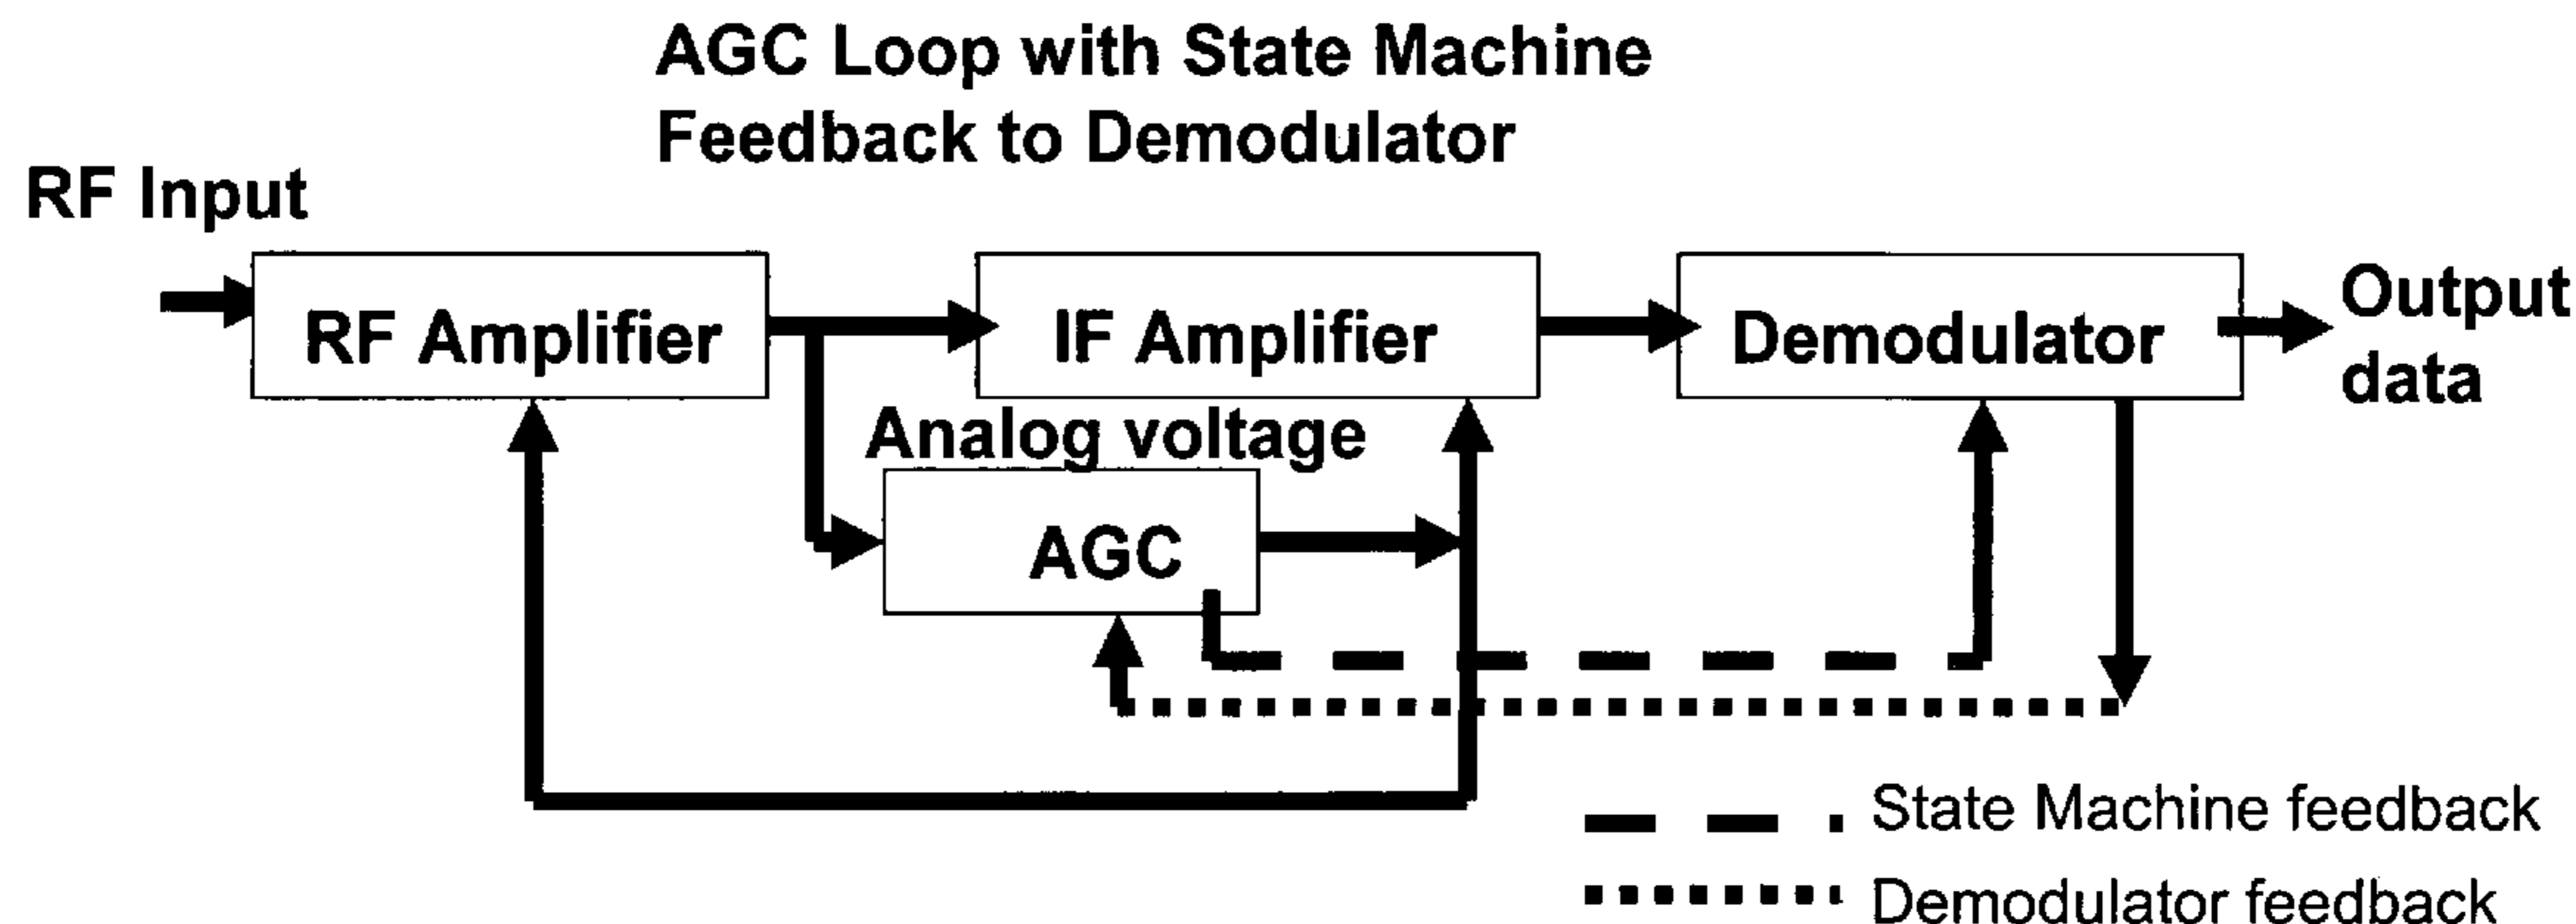 AGC Loop with State Machine
Feedback to Demodulator
RF Input
RF Amplifier
IF Amplifier
Demodulator
Output
data
Analog voltage
AGC
State Machine feedback
Demodulator feedback